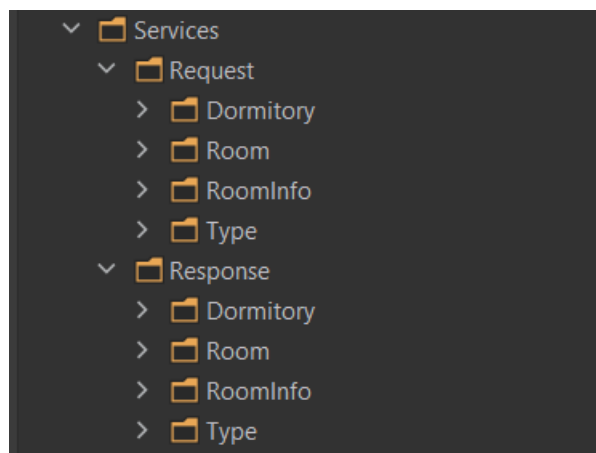 Services
Request
Dormitory
Room
RoomInfo
Type
Response
Dormitory
Room
RoomInfo
Type